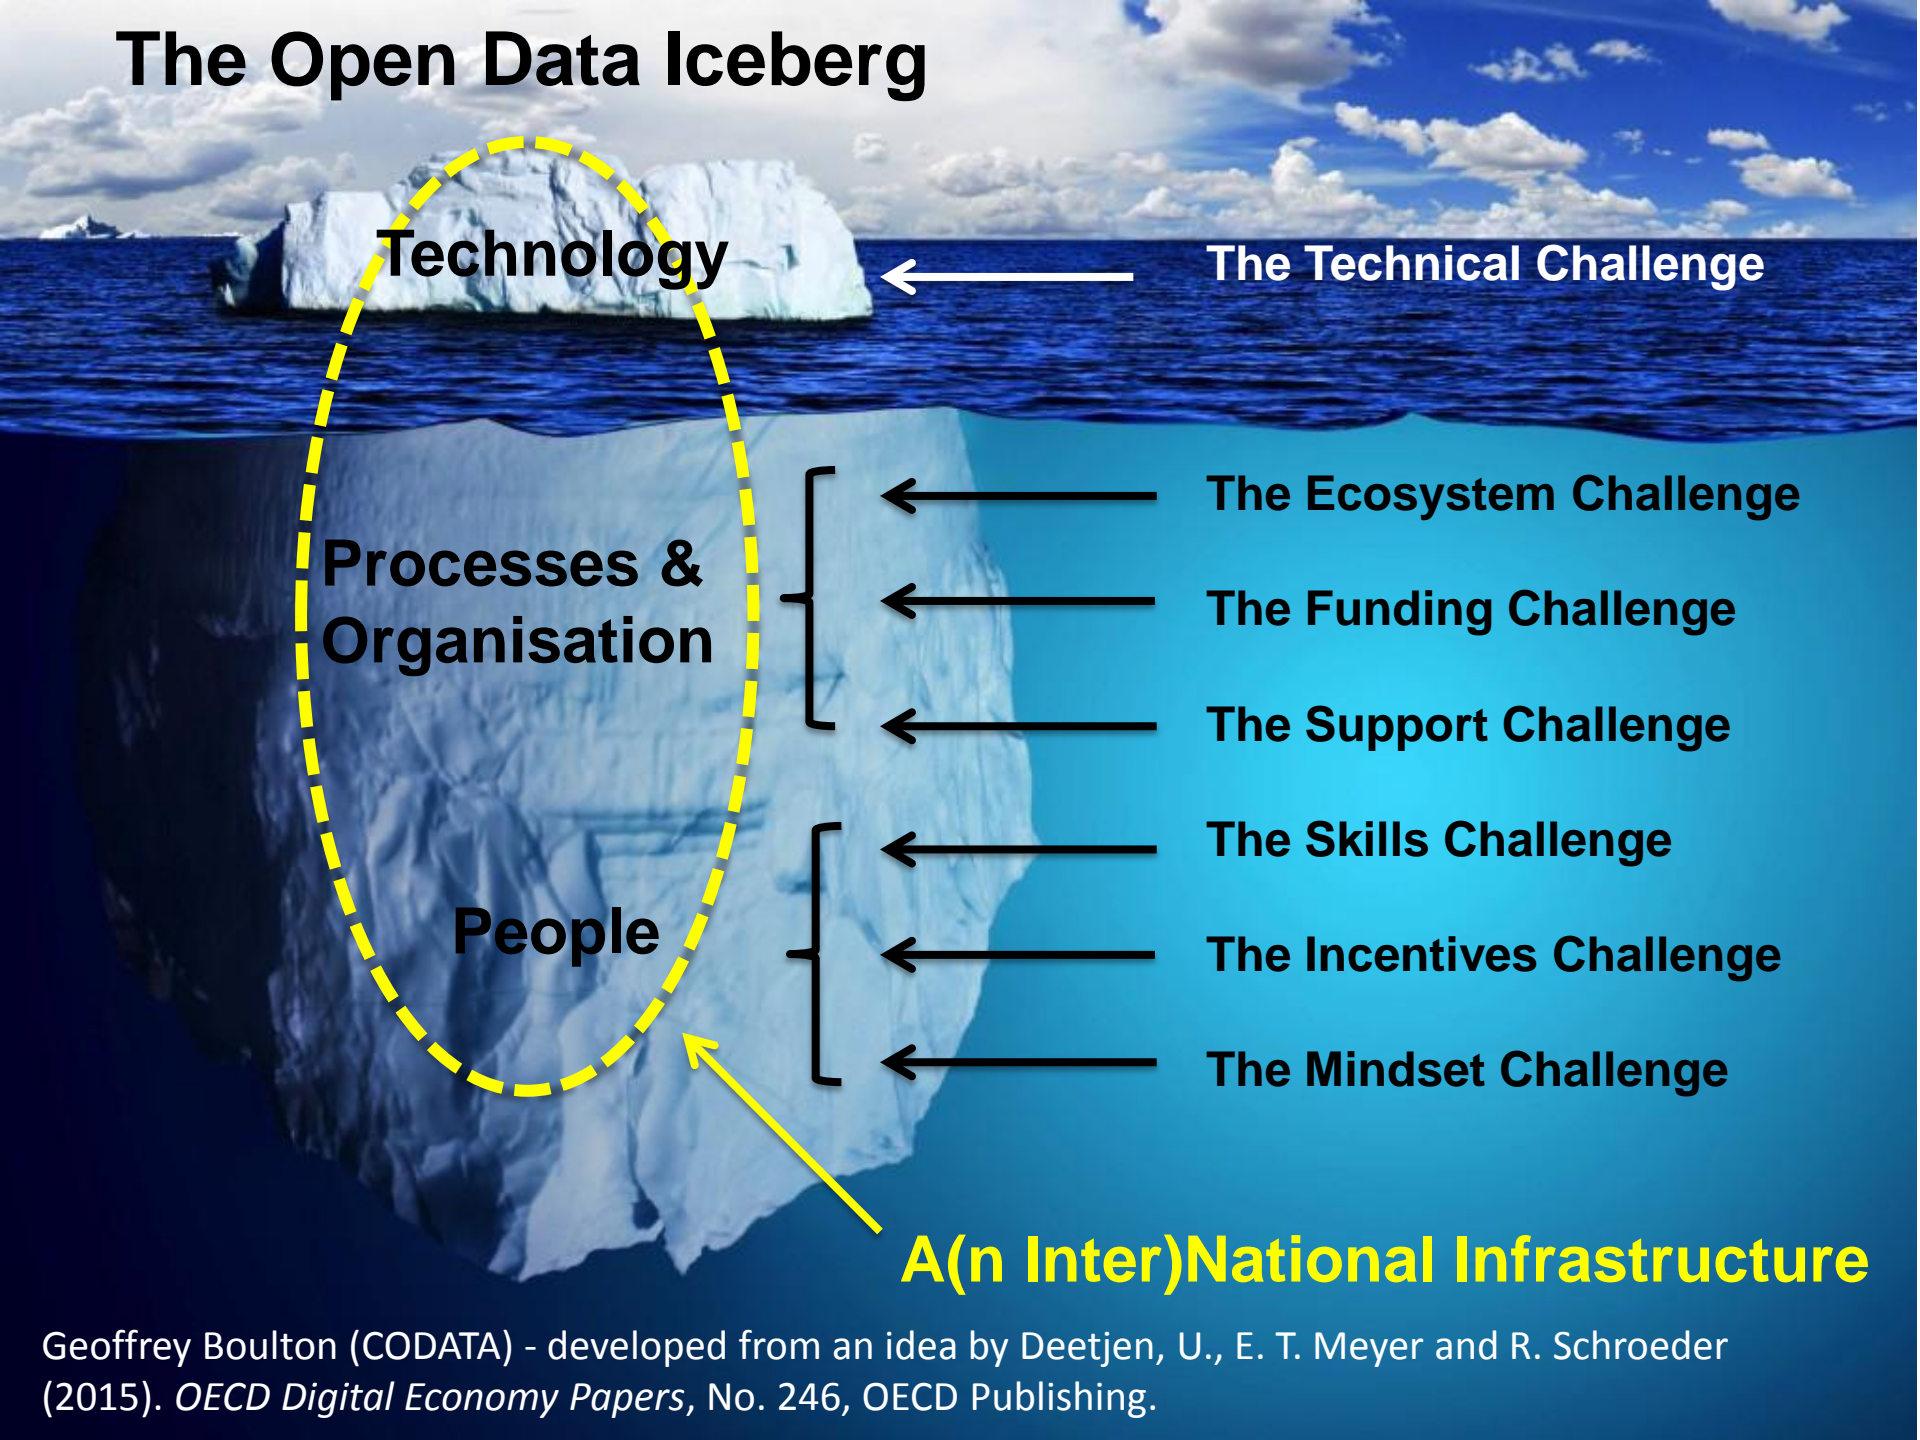 The Open Data Iceberg
Technology
The Technical Challenge
Processes &
Organisation
The Ecosystem Challenge
The Funding Challenge
The Support Challenge
People
The Skills Challenge
The Incentives Challenge
The Mindset Challenge
A(n Inter)National Infrastructure
Geoffrey Boulton (CODATA) - developed from an idea by Deetjen, U., E. T. Meyer and R. Schroeder
(2015). OECD Digital Economy Papers, No. 246, OECD Publishing.